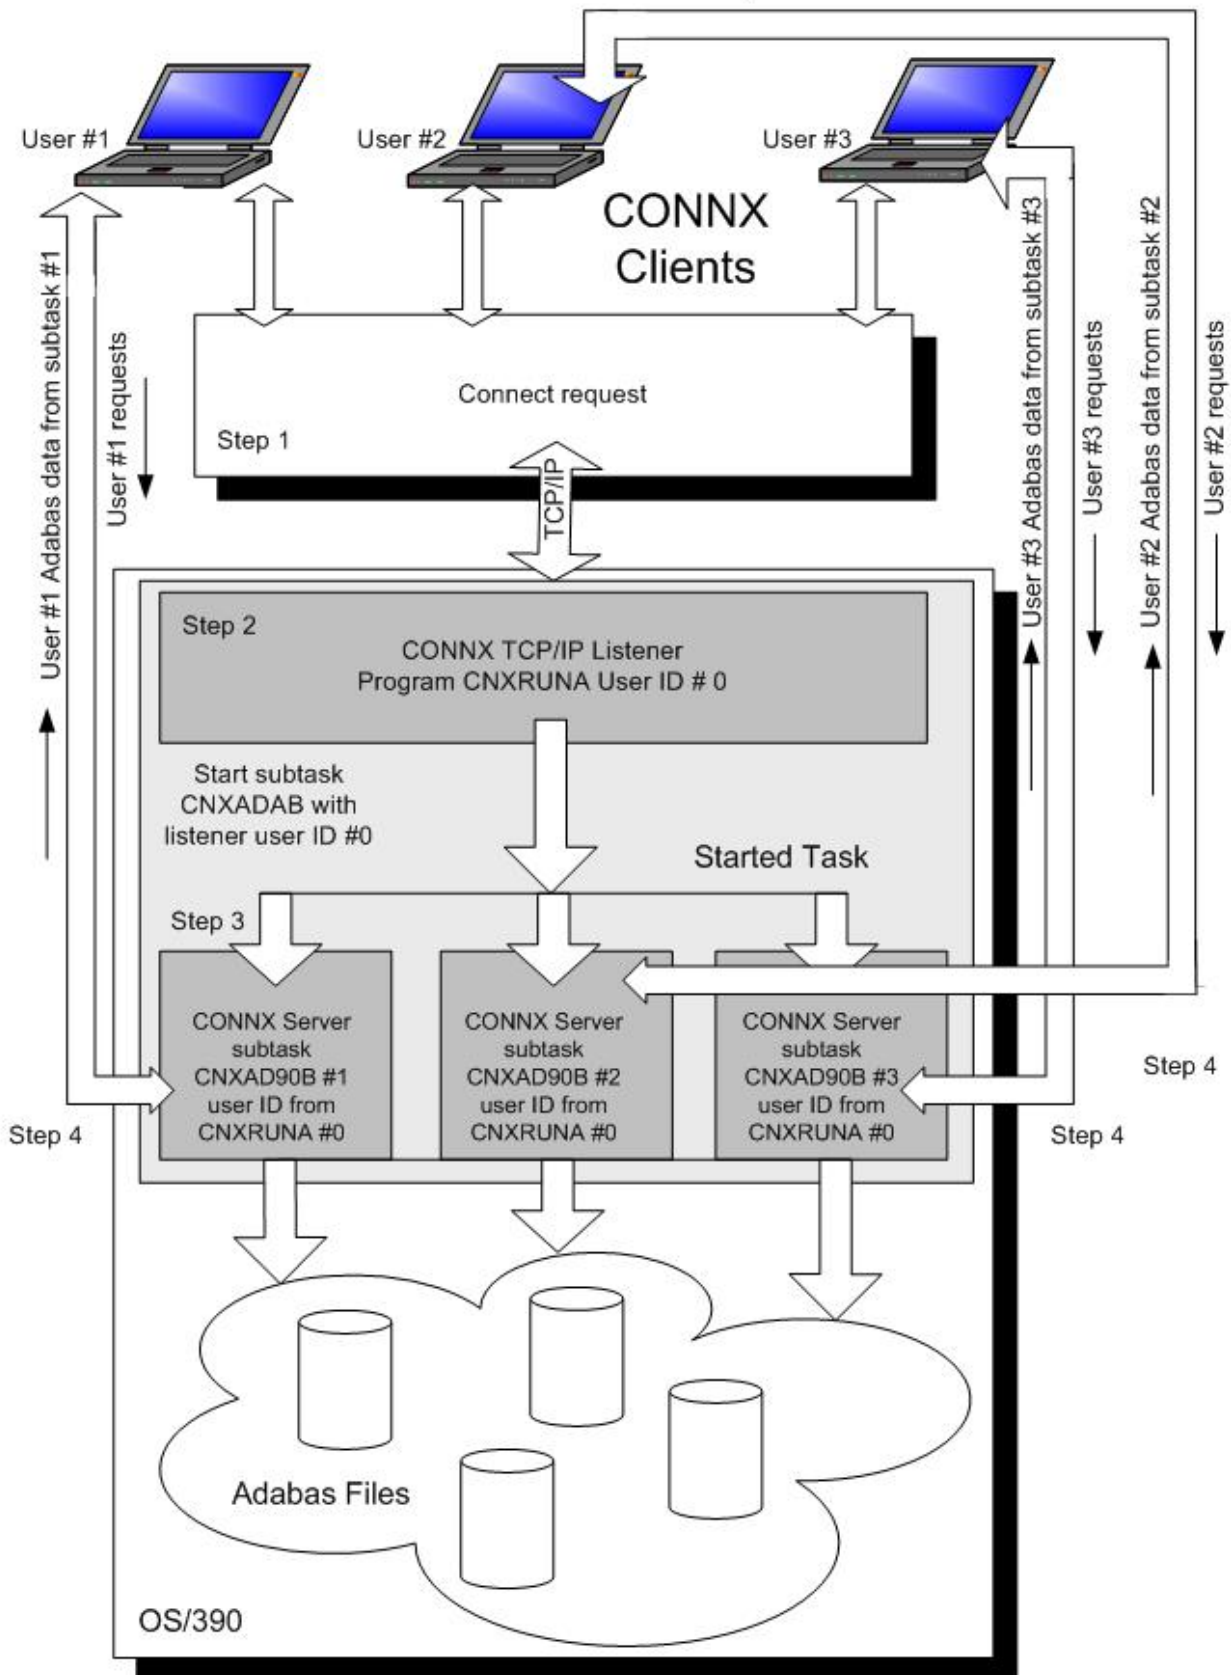 User #1
User #2
User #3
CONNX
Clients
User #1 Adabas data from subtask #1
User #1 requests
User #3 Adabas data from subtask #3
User #3 requests
User #2 Adabas data from subtask #2
User #2 requests
Connect request
Step 1
TCP/IP
Step 2
CONNX TCP/IP Listener
Program CNXRUNA User ID # 0
Start subtask
CNXADAB with
listener user ID #0
Started Task
Step 3
CONNX Server
subtask
CNXAD90B #1
user ID from
CNXRUNA #0
CONNX Server
subtask
CNXAD90B #2
user ID from
CNXRUNA #0
CONNX Server
subtask
CNXAD90B #3
user ID from
CNXRUNA #0
Step 4
Step 4
Step 4
Adabas Files
OS/390